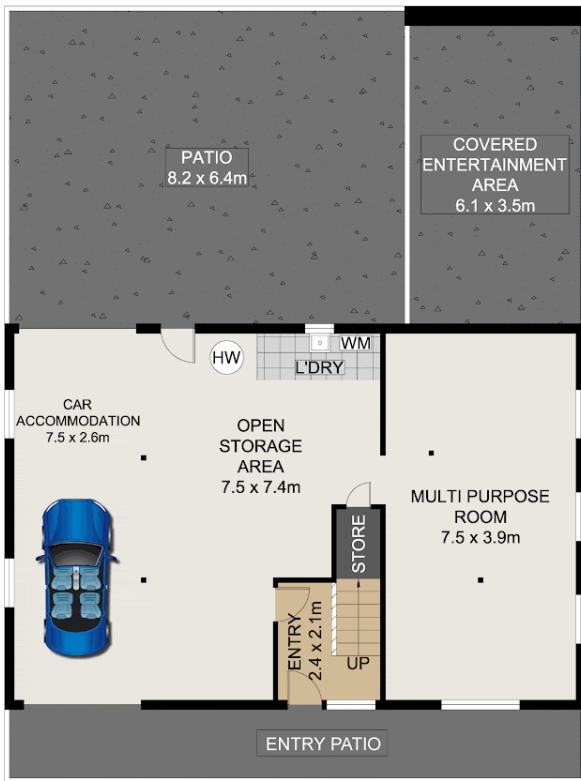 PATIO
8.2 x 6.4m
COVERED
ENTERTAINMENT
AREA
6.1 x 3.5m
HW
WM
L'DRY
CAR
ACCOMMODATION
7.5 x 2.6m
OPEN
STORAGE
AREA
7.5 x 7.4m
MULTI PURPOSE
ROOM
7.5 x 3.9m
STORE
ENTRY
2.4 x 2.1m
UP
ENTRY PATIO